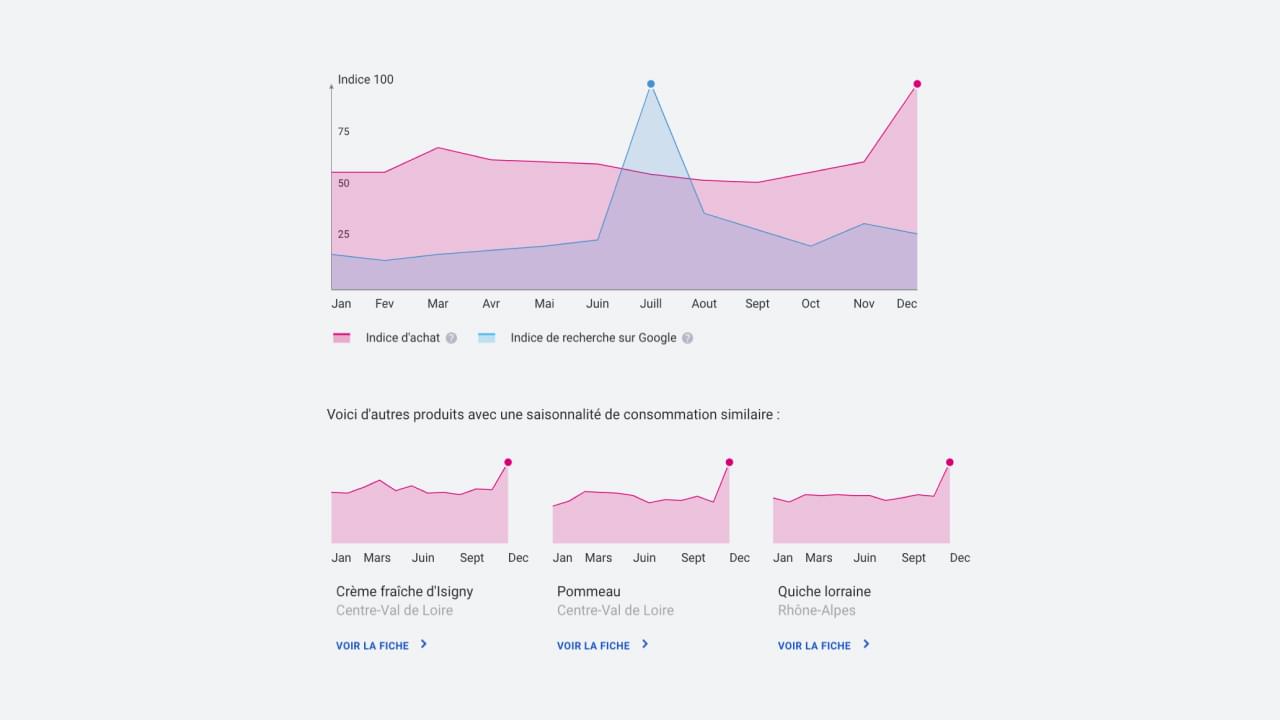 Indice 100
75
50
25
Jan Fev Mar Avr Mai Juin Juill Aout Sept Oct Nov Dec
Indice d'achat ? Indice de recherche sur Google ?
Voici d'autres produits avec une saisonnalité de consommation similaire :
Jan Mars Juin Sept Dec
Jan Mars Juin Sept Dec
Jan Mars Juin Sept Dec
Crème fraîche d'Isigny
Centre-Val de Loire
VOIR LA FICHE
Pommeau
Centre-Val de Loire
VOIR LA FICHE
Quiche lorraine
Rhône-Alpes
VOIR LA FICHE